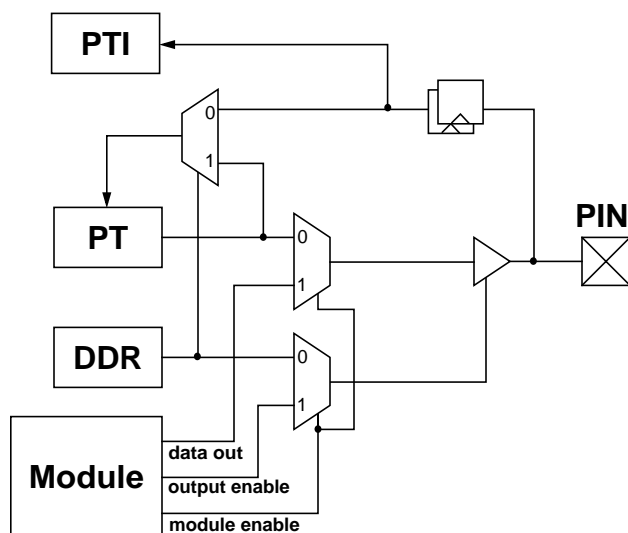 PTI
0
1
PT
PIN
0
1
DDR
0
1
Module
data out
output enable
module enable